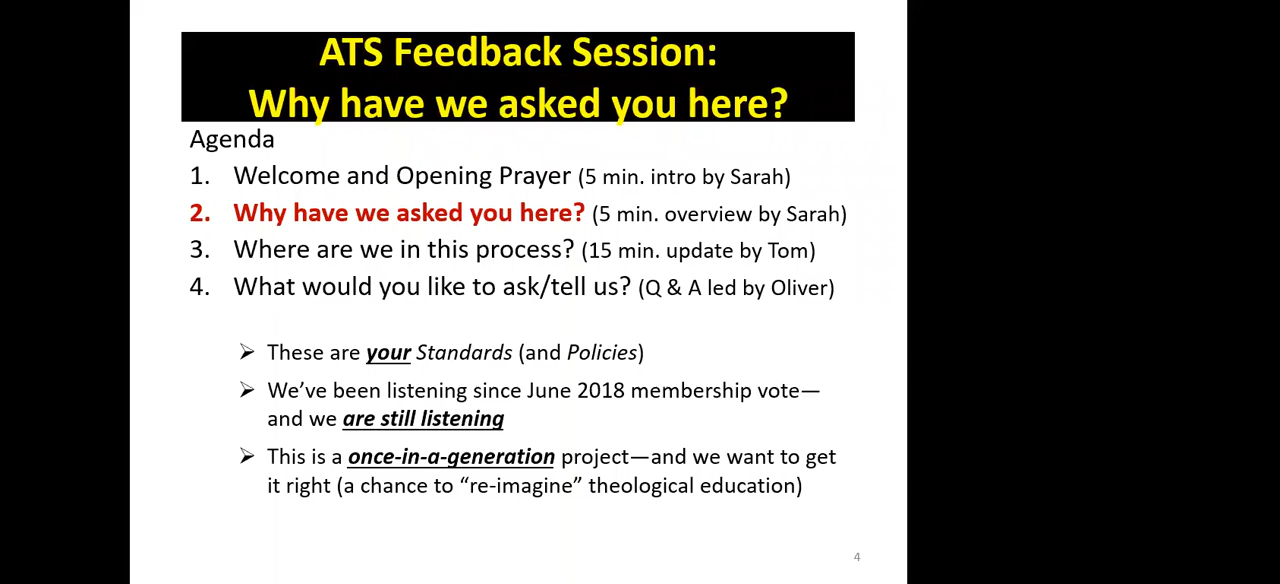 ATS Feedback Session:
Why have we asked you here?
Agenda
1. Welcome and Opening Prayer (5 min. intro by Sarah)
2. Why have we asked you here? (5 min. overview by Sarah)
3. Where are we in this process? (15 min. update by Tom)
4. What would you like to ask/tell us? (Q & A led by Oliver)
➢ These are your Standards (and Policies)
➢ We’ve been listening since June 2018 membership vote—
and we are still listening
➢ This is a once-in-a-generation project—and we want to get
it right (a chance to “re-imagine” theological education)
4